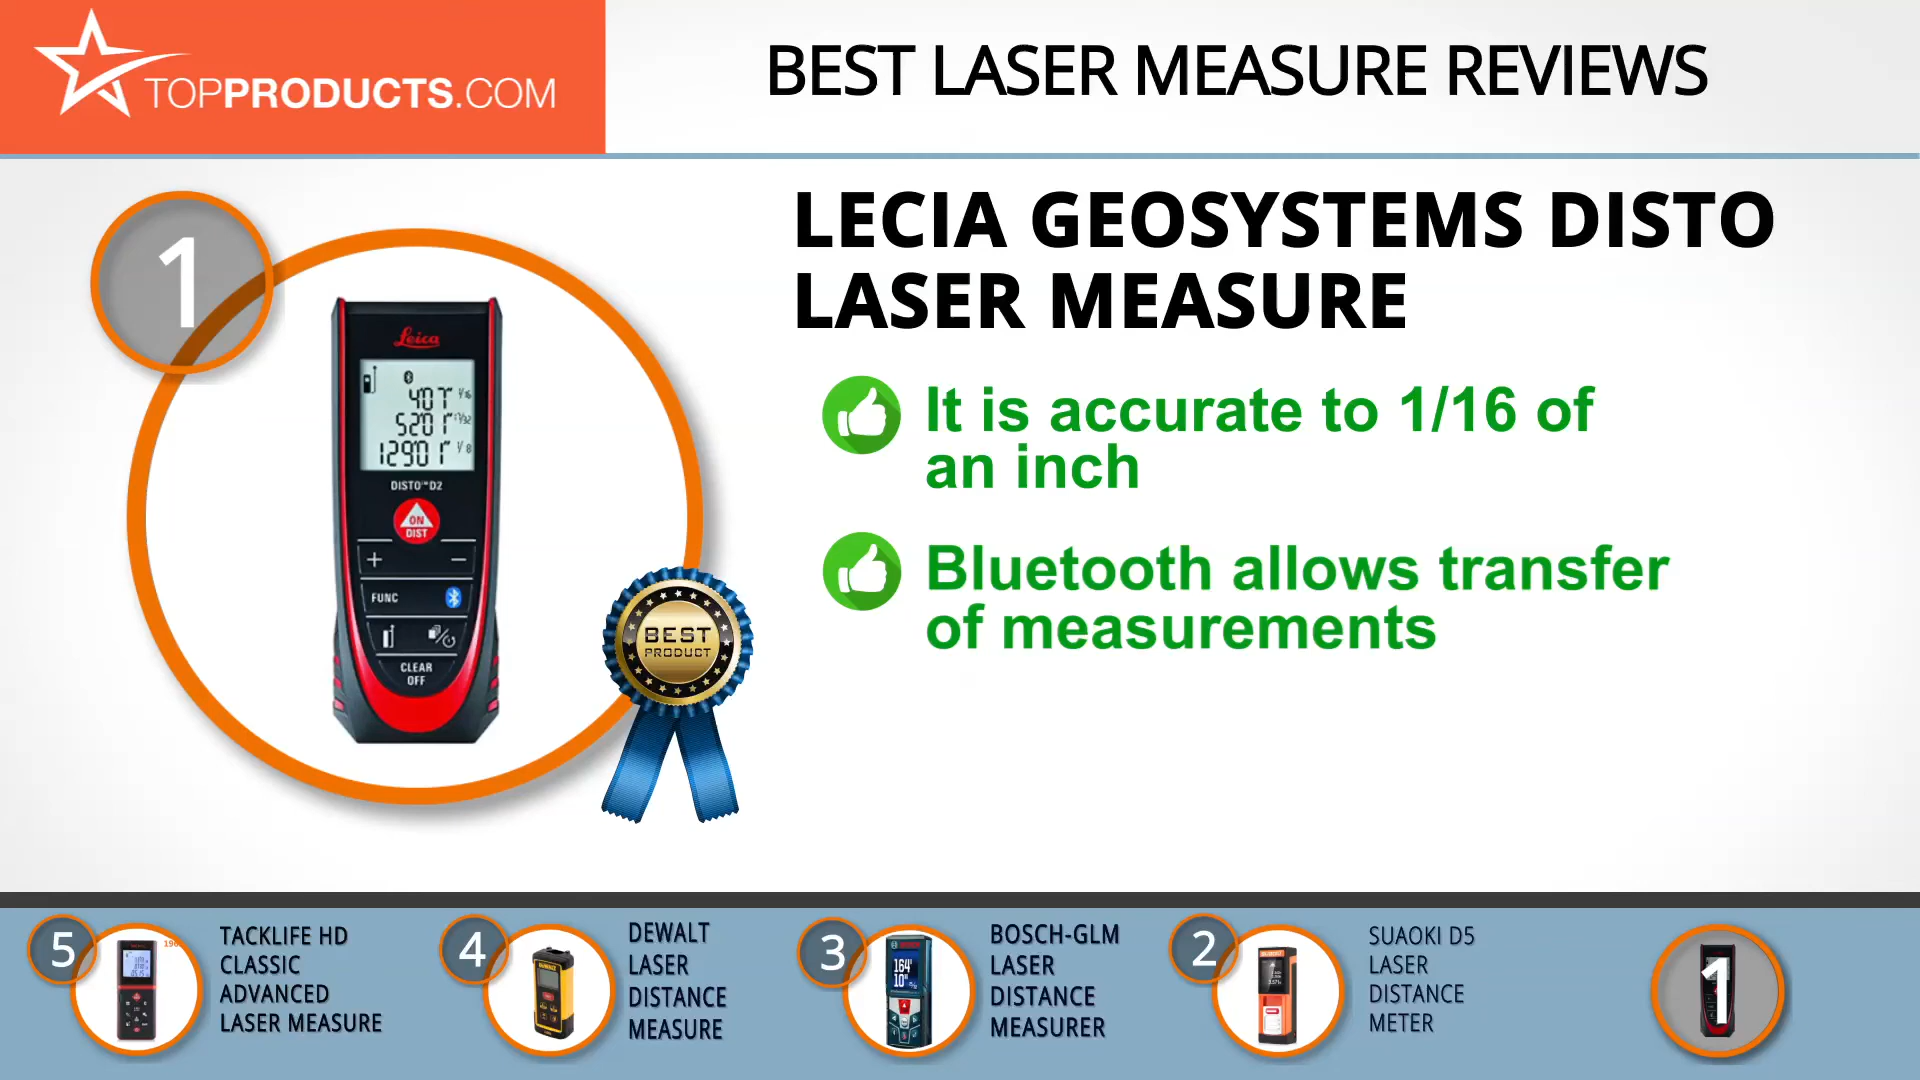 TOPPRODUCTS.COM
BEST LASER MEASURE REVIEWS
1
LECIA GEOSYSTEMS DISTO
LASER MEASURE
It is accurate to 1/16 of
an inch
Bluetooth allows transfer
of measurements
Leica
DISTO™D2
ON
DIST
+ −
FUNC
CLEAR
OFF
BEST
PRODUCT
5
TACKLIFE HD
CLASSIC
ADVANCED
LASER MEASURE
4
DEWALT
LASER
DISTANCE
MEASURE
3
164'
10"
BOSCH-GLM
LASER
DISTANCE
MEASURER
2
SUAOKI D5
LASER
DISTANCE
METER
1